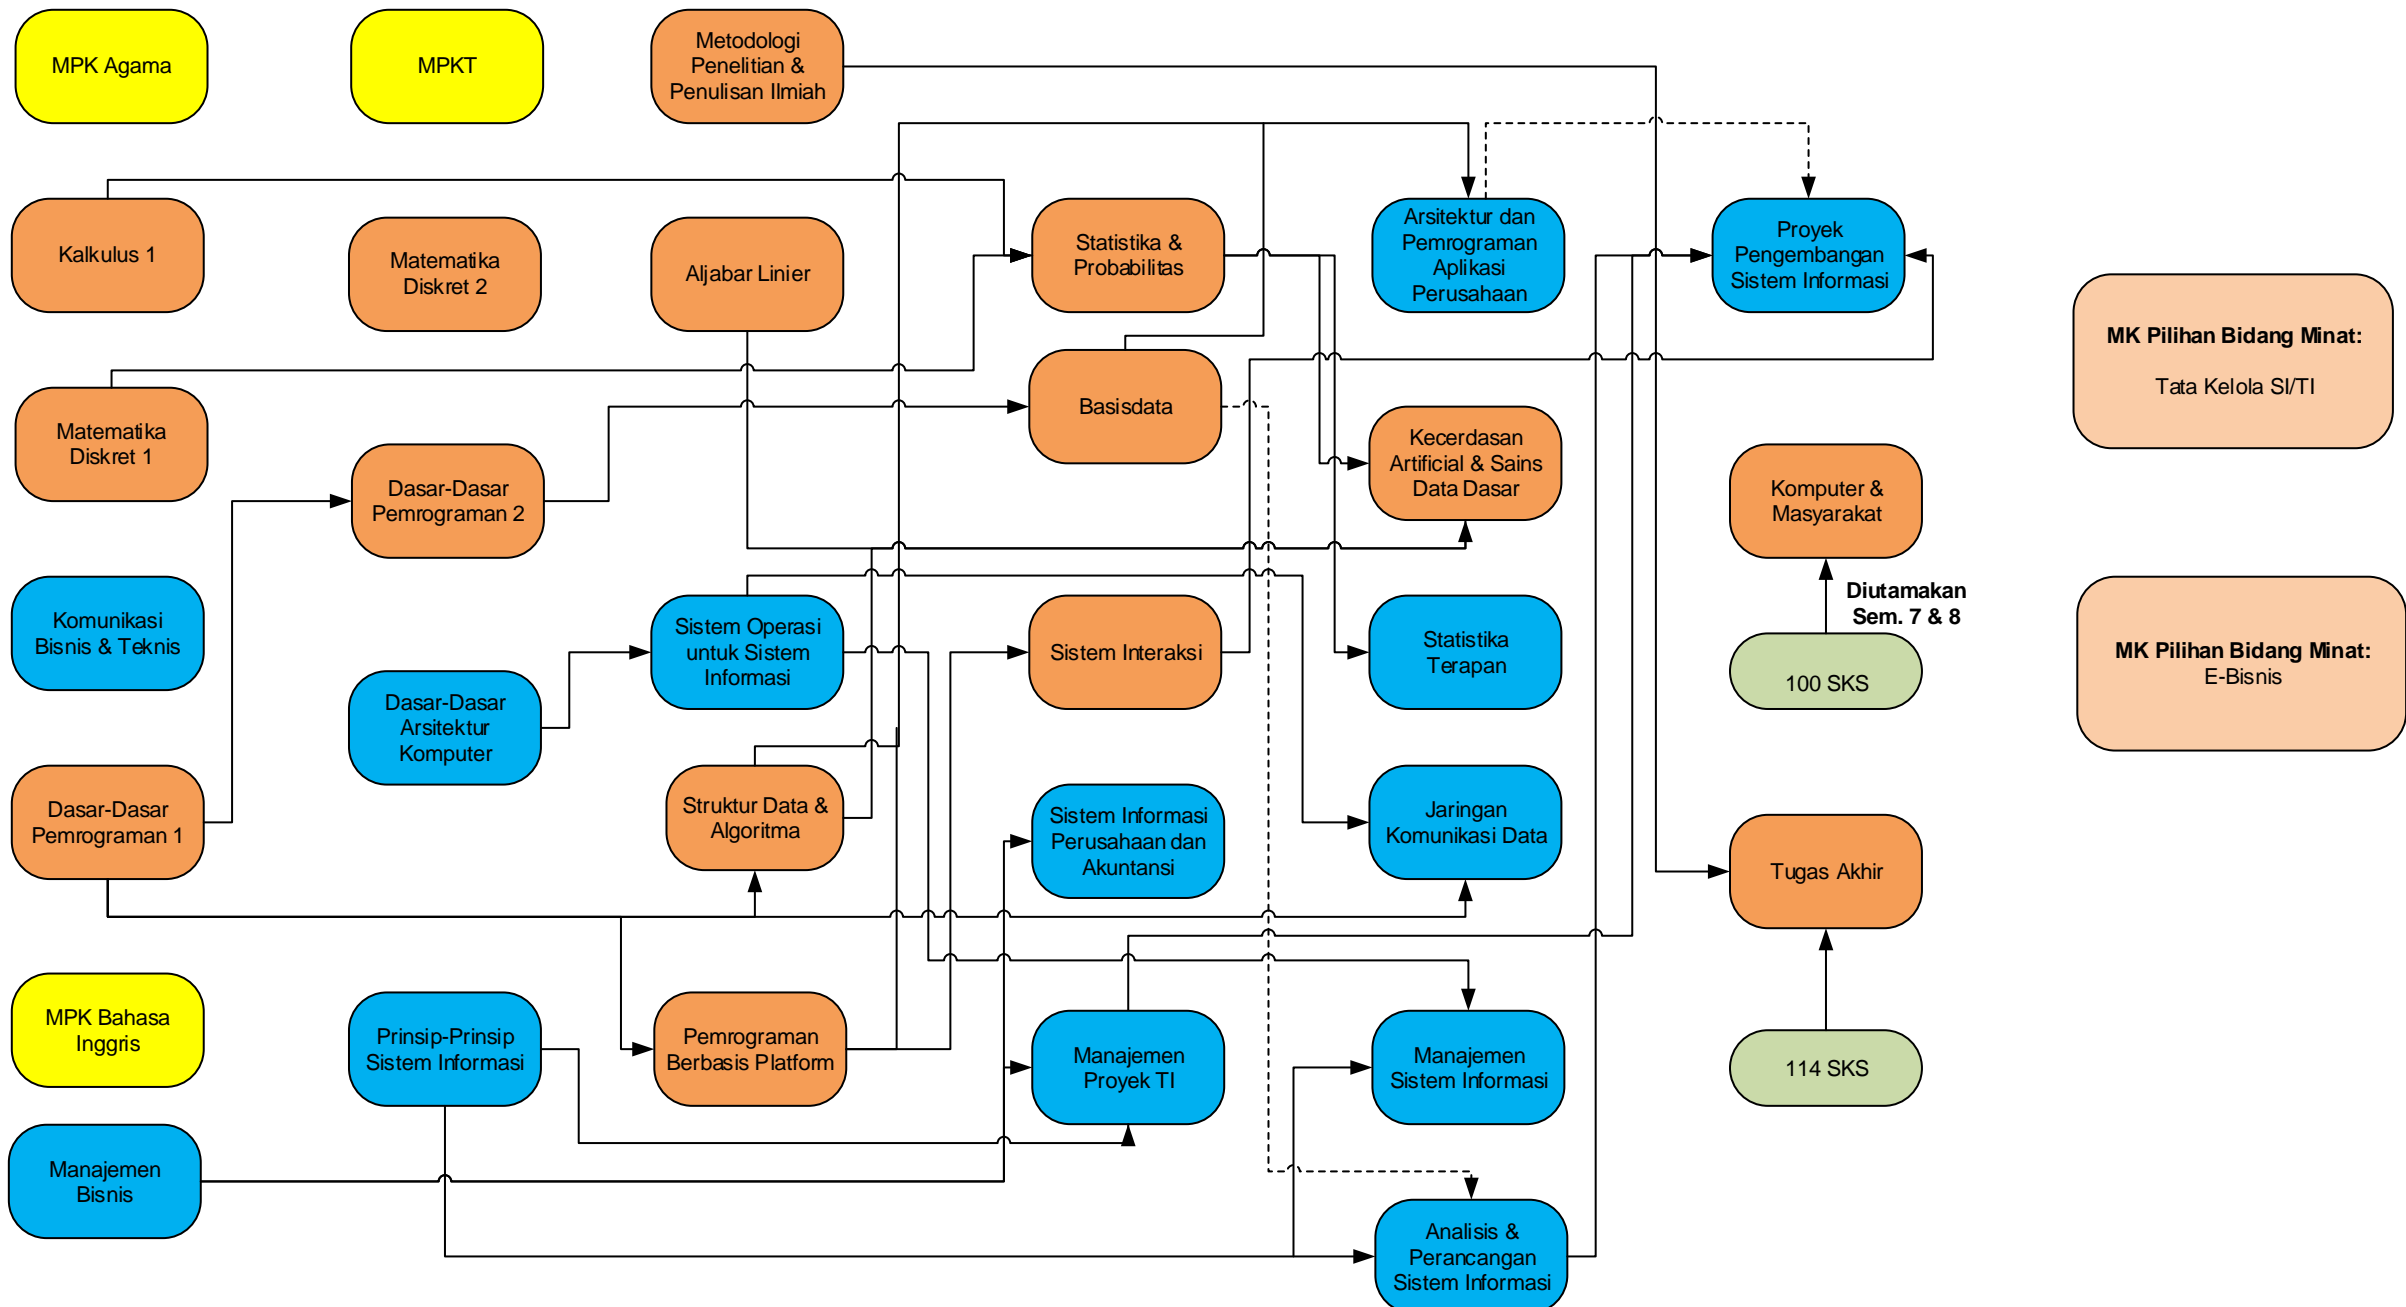 MPK Agama
MPKT
Metodologi
Penelitian &
Penulisan Ilmiah
Kalkulus 1
Matematika
Diskret 2
Aljabar Linier
Statistika &
Probabilitas
Arsitektur dan
Pemrograman
Aplikasi
Perusahaan
Proyek
Pengembangan
Sistem Informasi
MK Pilihan Bidang Minat:
Tata Kelola SI/TI
Matematika
Diskret 1
Dasar-Dasar
Pemrograman 2
Basisdata
Kecerdasan
Artificial & Sains
Data Dasar
Komputer &
Masyarakat
Diutamakan
Sem. 7 & 8
Komunikasi
Bisnis & Teknis
Dasar-Dasar
Arsitektur
Komputer
Sistem Operasi
untuk Sistem
Informasi
Sistem Interaksi
Statistika
Terapan
100 SKS
MK Pilihan Bidang Minat:
E-Bisnis
Dasar-Dasar
Pemrograman 1
Struktur Data &
Algoritma
Sistem Informasi
Perusahaan dan
Akuntansi
Jaringan
Komunikasi Data
Tugas Akhir
MPK Bahasa
Inggris
Prinsip-Prinsip
Sistem Informasi
Pemrograman
Berbasis Platform
Manajemen
Proyek TI
Manajemen
Sistem Informasi
114 SKS
Manajemen
Bisnis
Analisis &
Perancangan
Sistem Informasi